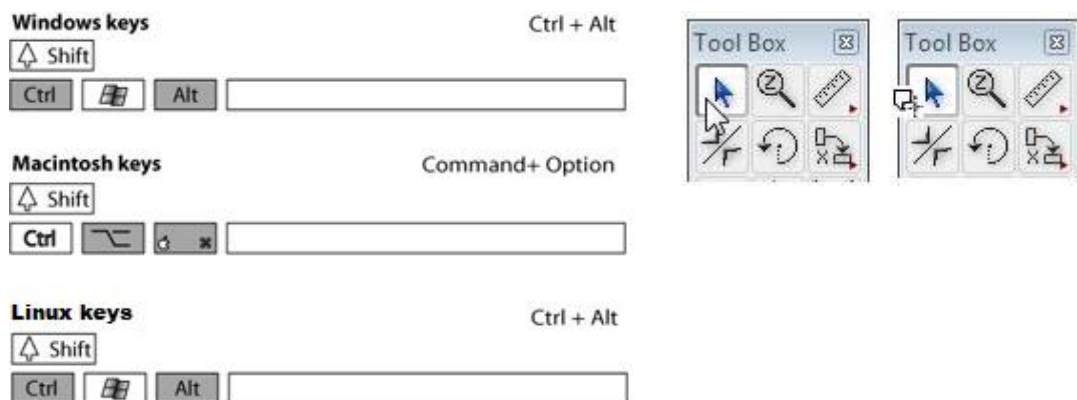 Windows keys
Ctrl + Alt
Shift
Ctrl Alt
Macintosh keys
Command+ Option
Shift
Ctrl
Linux keys
Ctrl + Alt
Shift
Ctrl Alt
Tool Box
Z
X
Tool Box
Z
X